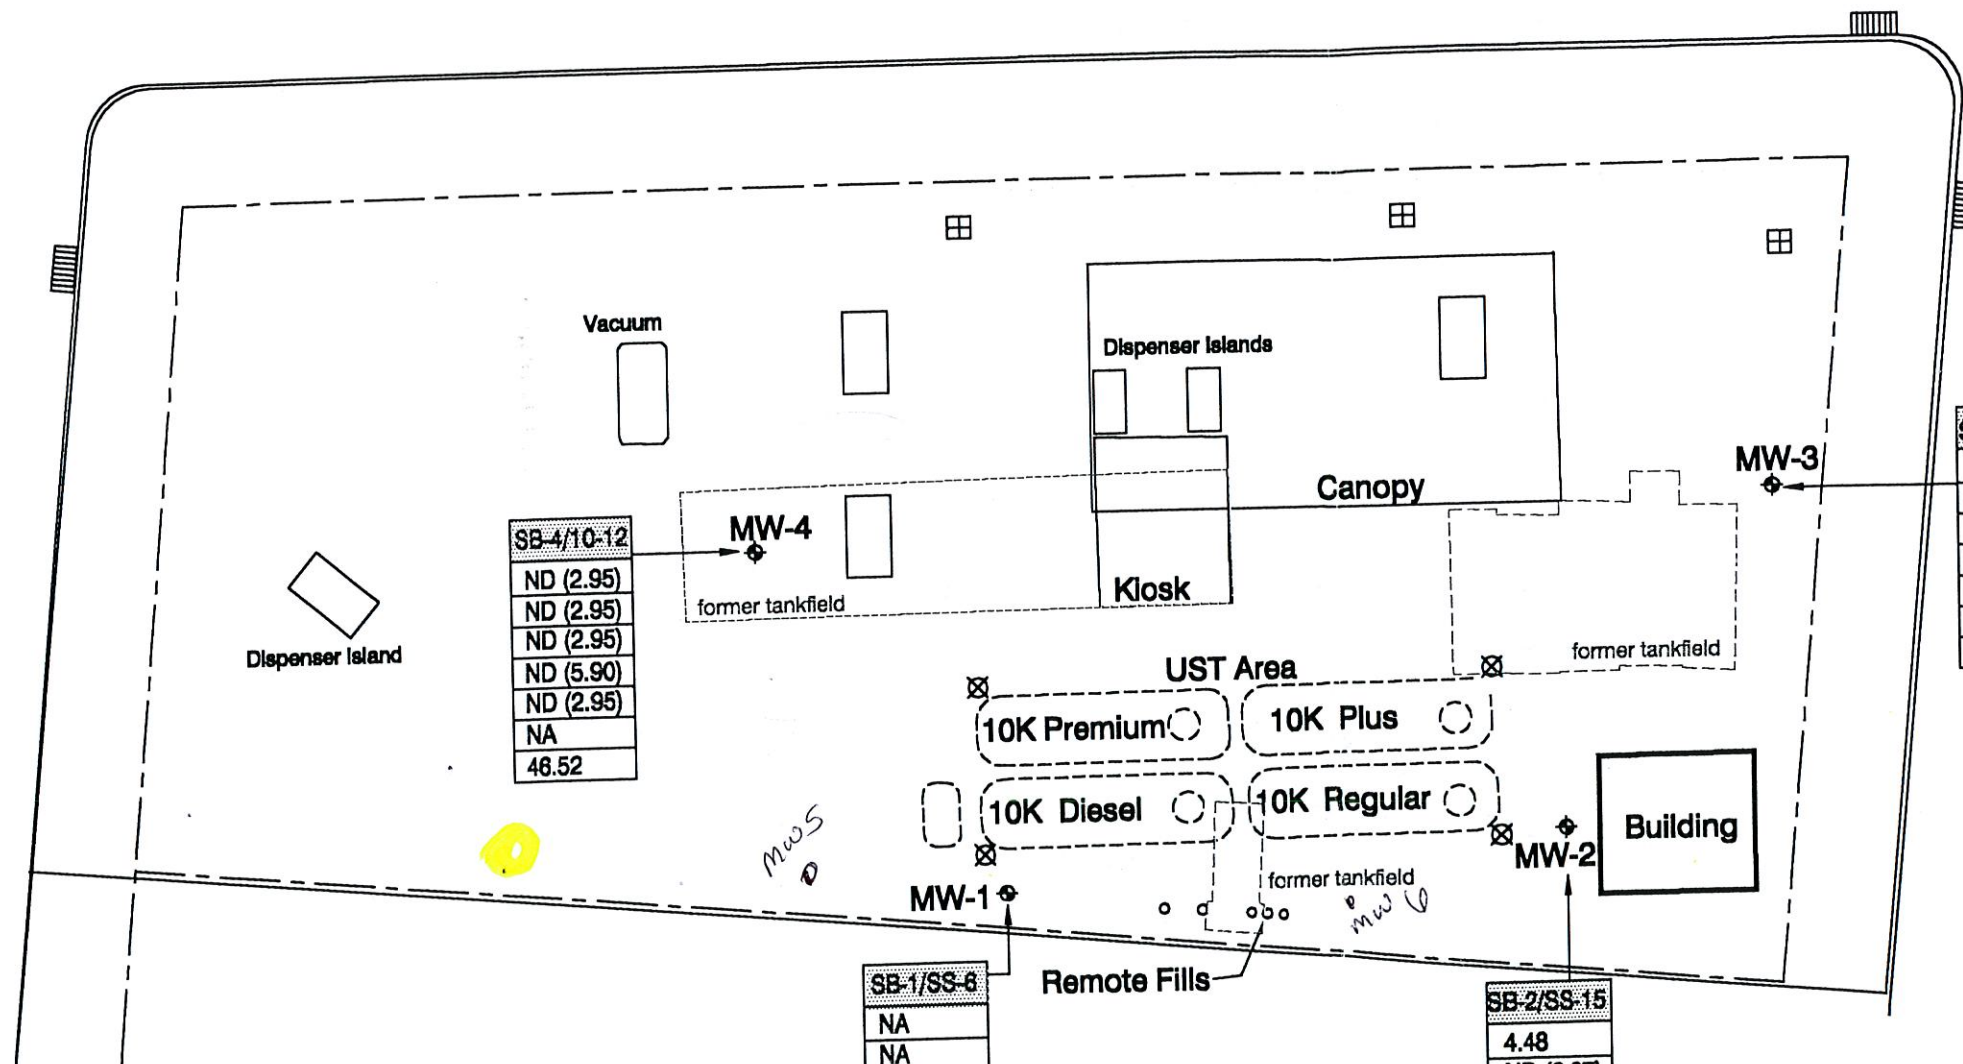 Vacuum
Dispenser Islands
Canopy
MW-3
MW-4
SB-4/10-12
ND (2.95)
ND (2.95)
ND (2.95)
ND (5.90)
ND (2.95)
NA
46.52
former tankfield
Kiosk
Dispenser Island
former tankfield
UST Area
10K Premium
10K Plus
10K Diesel
10K Regular
Building
MW5
MW-2
MW-1
former tankfield
MW 6
Remote Fills
SB-1/SS-6
NA
NA
SB-2/SS-15
4.48